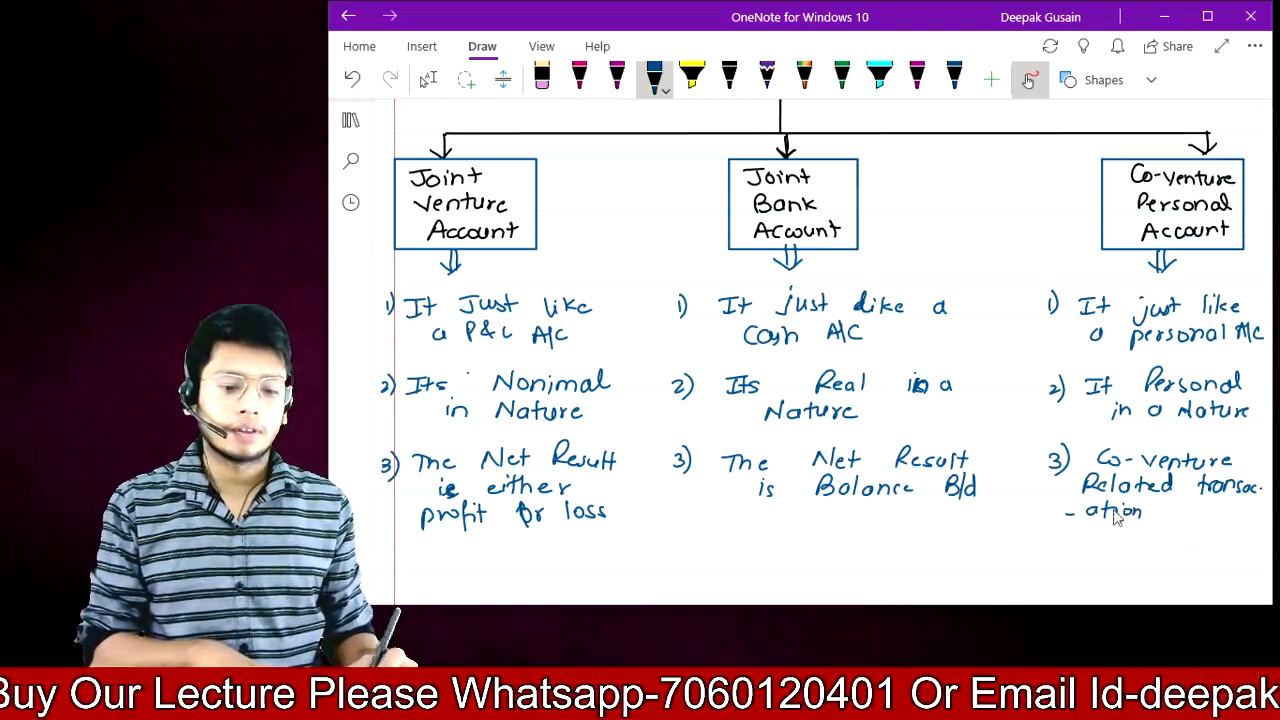 OneNote for Windows 10
Deepak Gusain
Home
Insert
Draw
View
Help
Share
Shapes
Joint
Venture
Account
Joint
Bank
Account
Co-venture
Personal
Account
1) It Just like
a P&L A/C
2) Its Nonimal
in Nature
3) The Net Result
is either
profit or loss
1) It just like a
Cash A/C
2) Its Real is a
Nature
3) The Net Result
is Balance B/d
1) It just like
a personal A/C
2) It Personal
in a Nature
3) Co-venture
Related transac-
- ation
Buy Our Lecture Please Whatsapp-7060120401 Or Email Id-deepak